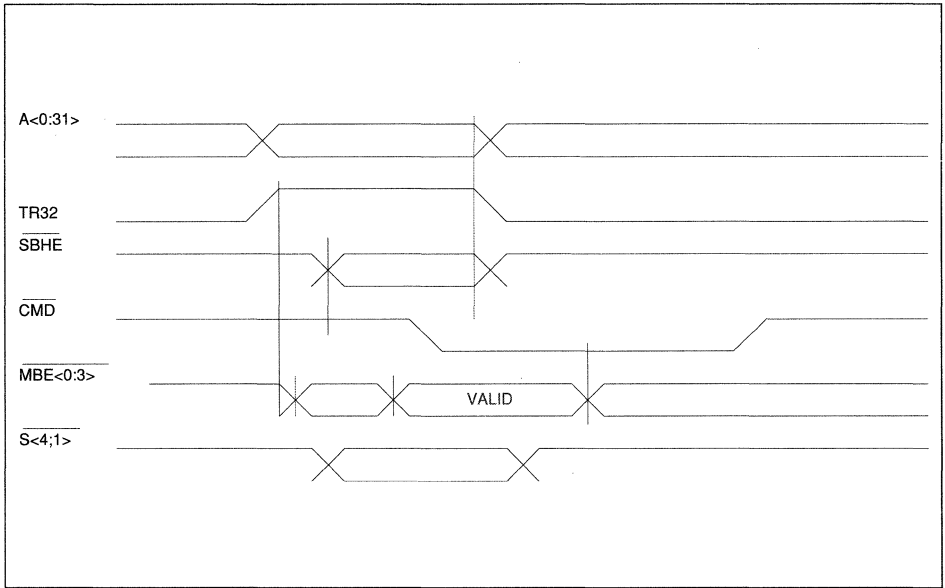 A<0:31>
TR32
SBHE
CMD
MBE<0:3>
VALID
S<4;1>